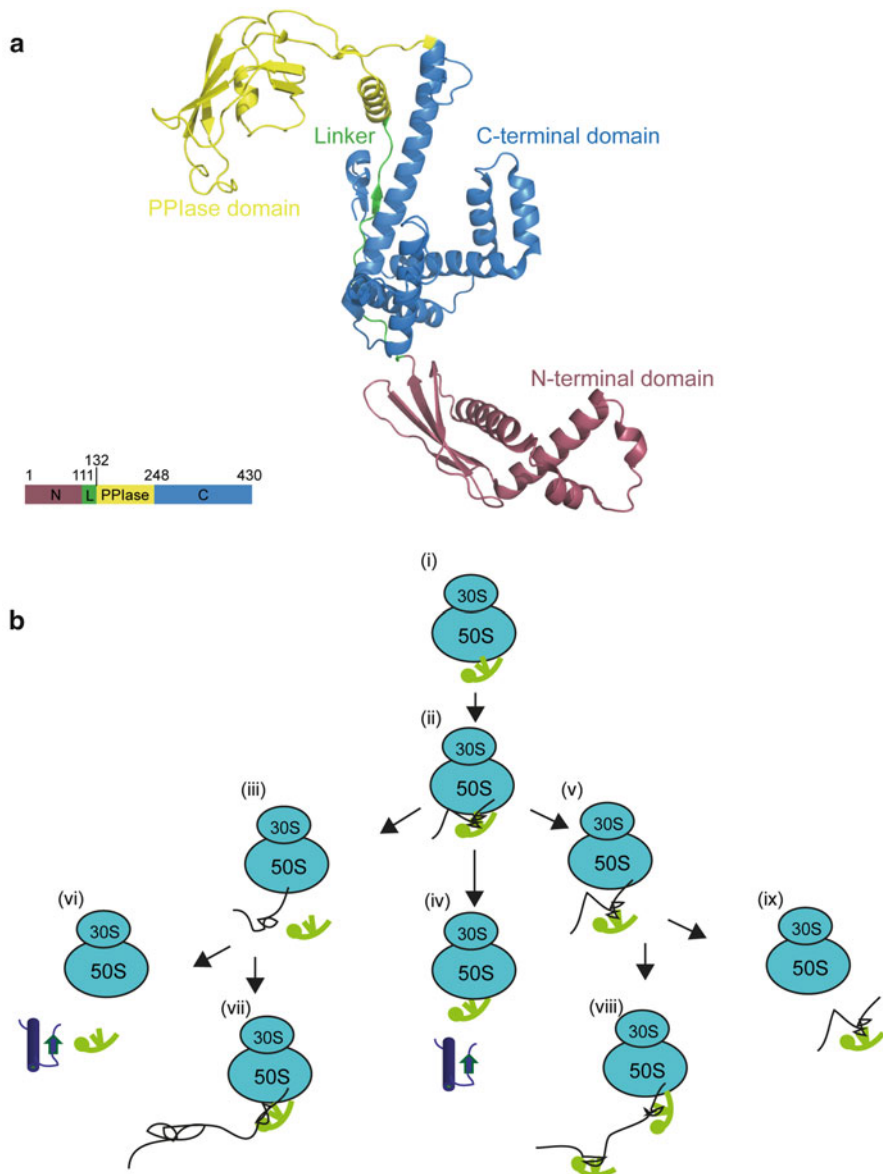 a
Linker
C-terminal domain
PPIase domain
N-terminal domain
132
1 111 248 430
N L PPIase C
b
(i)
30S
50S
(ii)
30S
50S
(iii)
30S
50S
(v)
30S
50S
(iv)
30S
50S
(vi)
30S
50S
(ix)
30S
50S
(vii)
30S
50S
(viii)
30S
50S